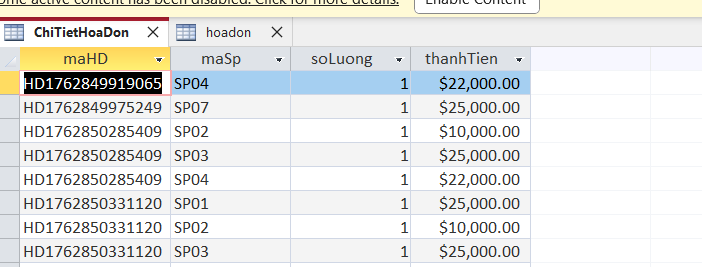 ome active content has been disabled. Click for more details. Enable Content
ChiTietHoaDon hoadon
maHD maSp soLuong thanhTien
HD1762849919065 SP04 1 $22,000.00
HD1762849975249 SP07 1 $25,000.00
HD1762850285409 SP02 1 $10,000.00
HD1762850285409 SP03 1 $25,000.00
HD1762850285409 SP04 1 $22,000.00
HD1762850331120 SP01 1 $25,000.00
HD1762850331120 SP02 1 $10,000.00
HD1762850331120 SP03 1 $25,000.00